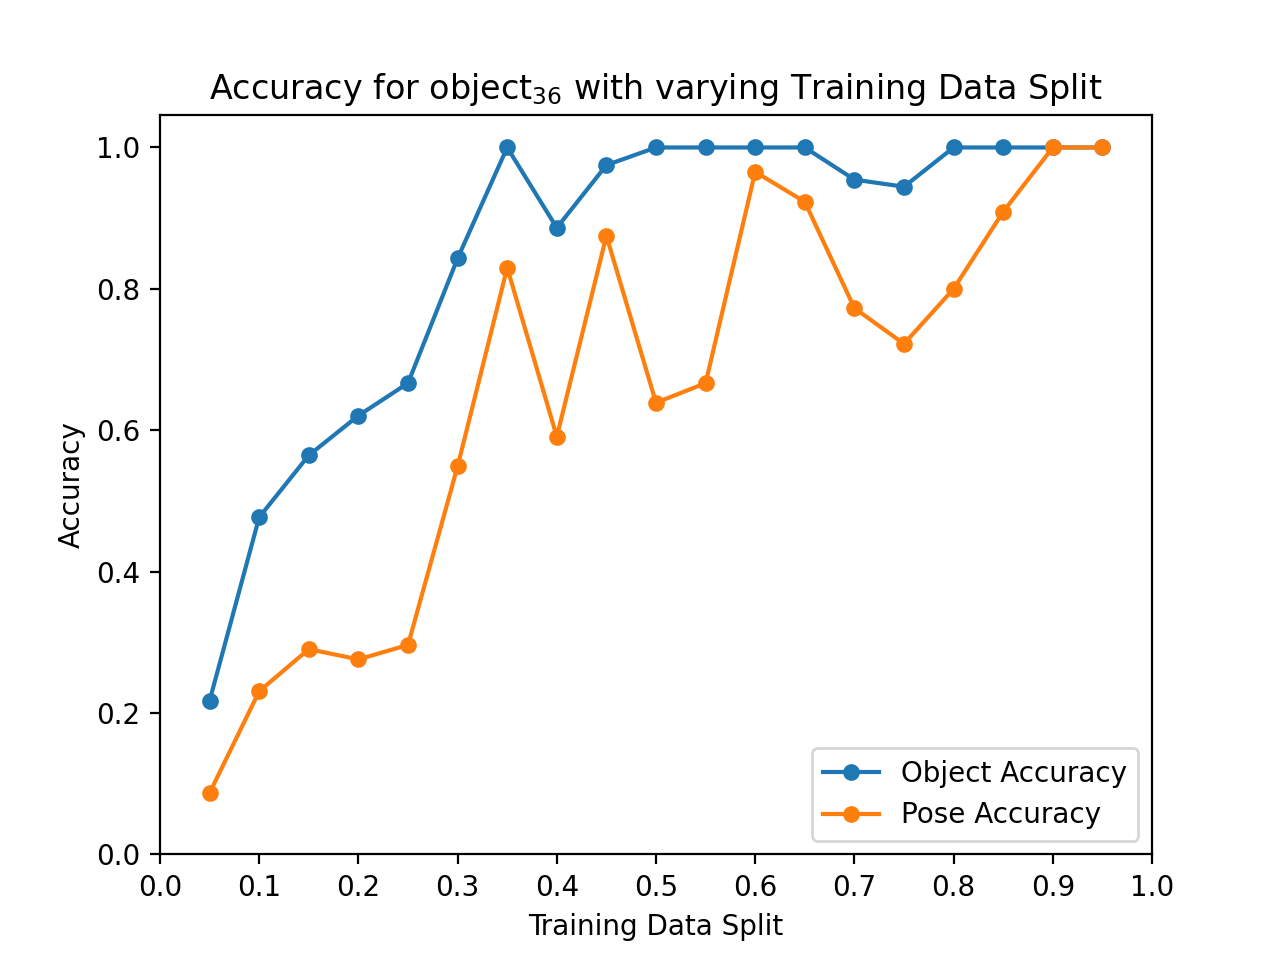 Accuracy for object₃₆ with varying Training Data Split
1.0
0.8
0.6
0.4
0.2
0.0
Accuracy
Object Accuracy
Pose Accuracy
0.0 0.1 0.2 0.3 0.4 0.5 0.6 0.7 0.8 0.9 1.0
Training Data Split